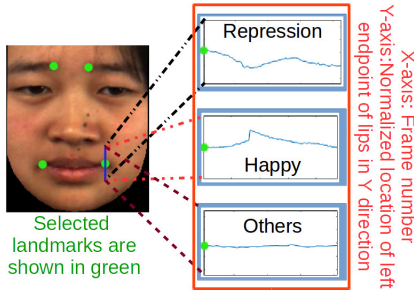 Repression
Happy
Others
Selected
landmarks are
shown in green
X-axis: Frame number
Y-axis:Normalized location of left
endpoint of lips in Y direction